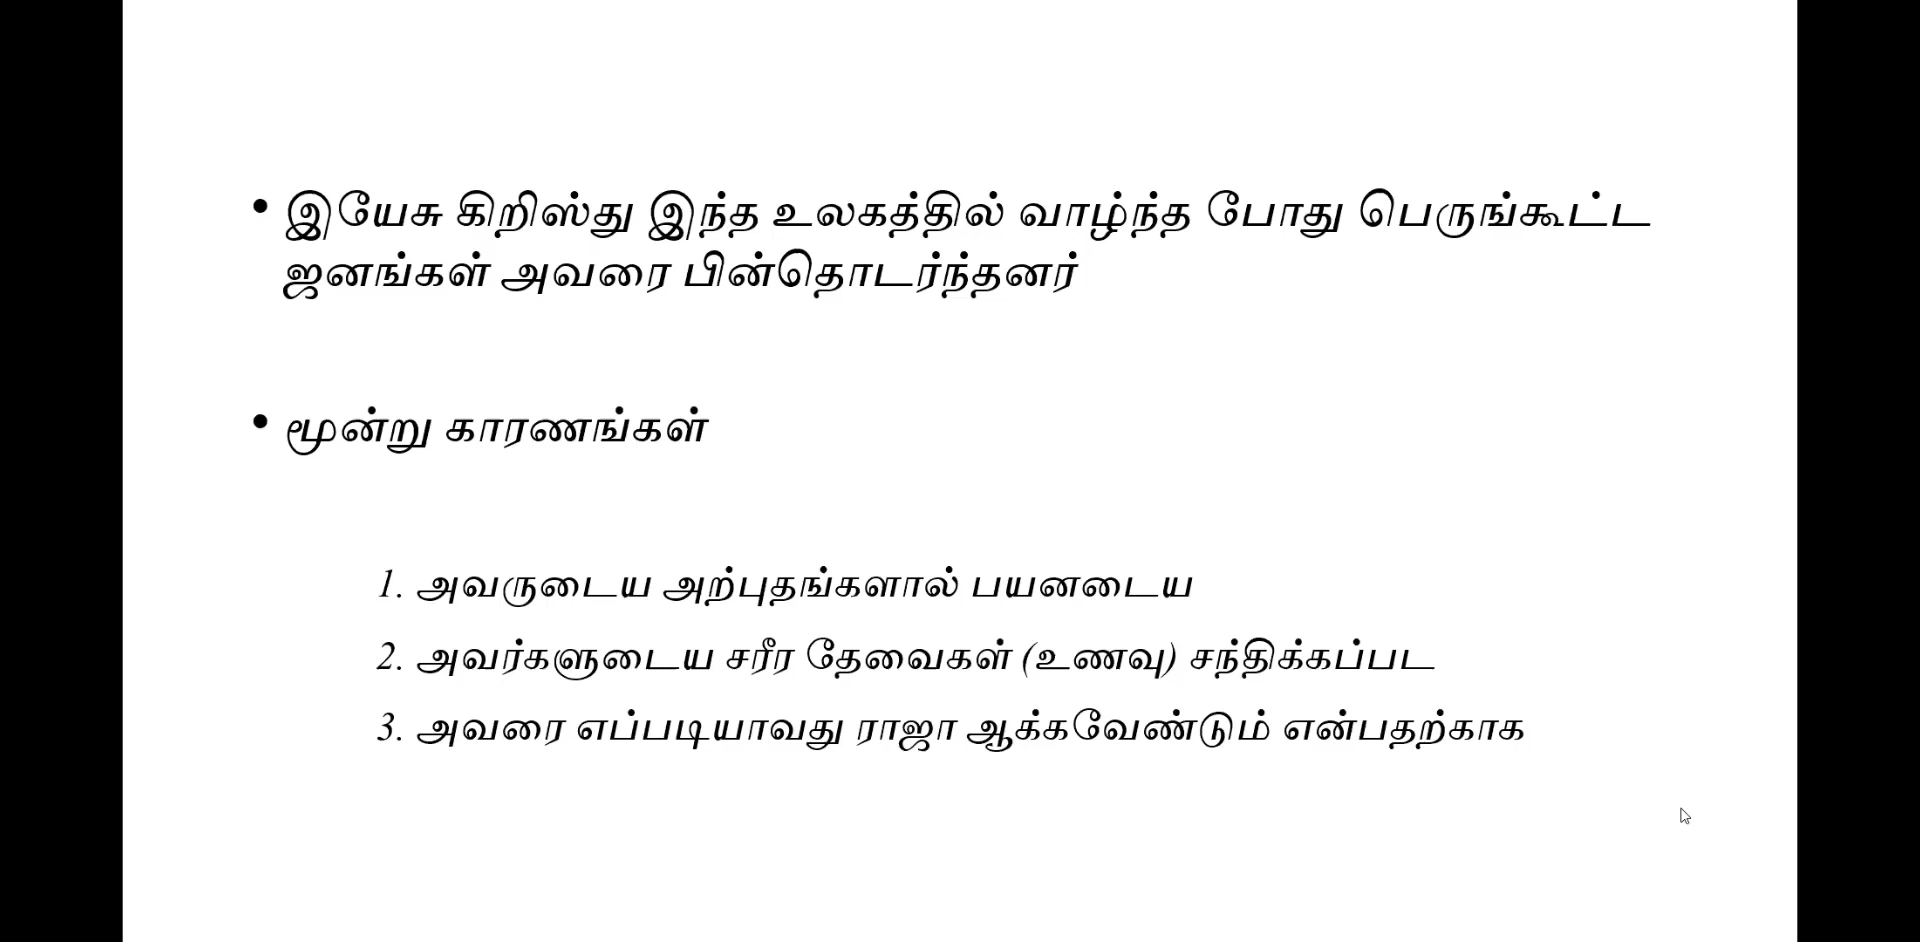 • இயேசு கிறிஸ்து இந்த உலகத்தில் வாழ்ந்த போது பெருங்கூட்ட
ஜனங்கள் அவரை பின்தொடர்ந்தனர்
• மூன்று காரணங்கள்
1. அவருடைய அற்புதங்களால் பயனடைய
2. அவர்களுடைய சரீர தேவைகள் (உணவு) சந்திக்கப்பட
3. அவரை எப்படியாவது ராஜா ஆக்கவேண்டும் என்பதற்காக